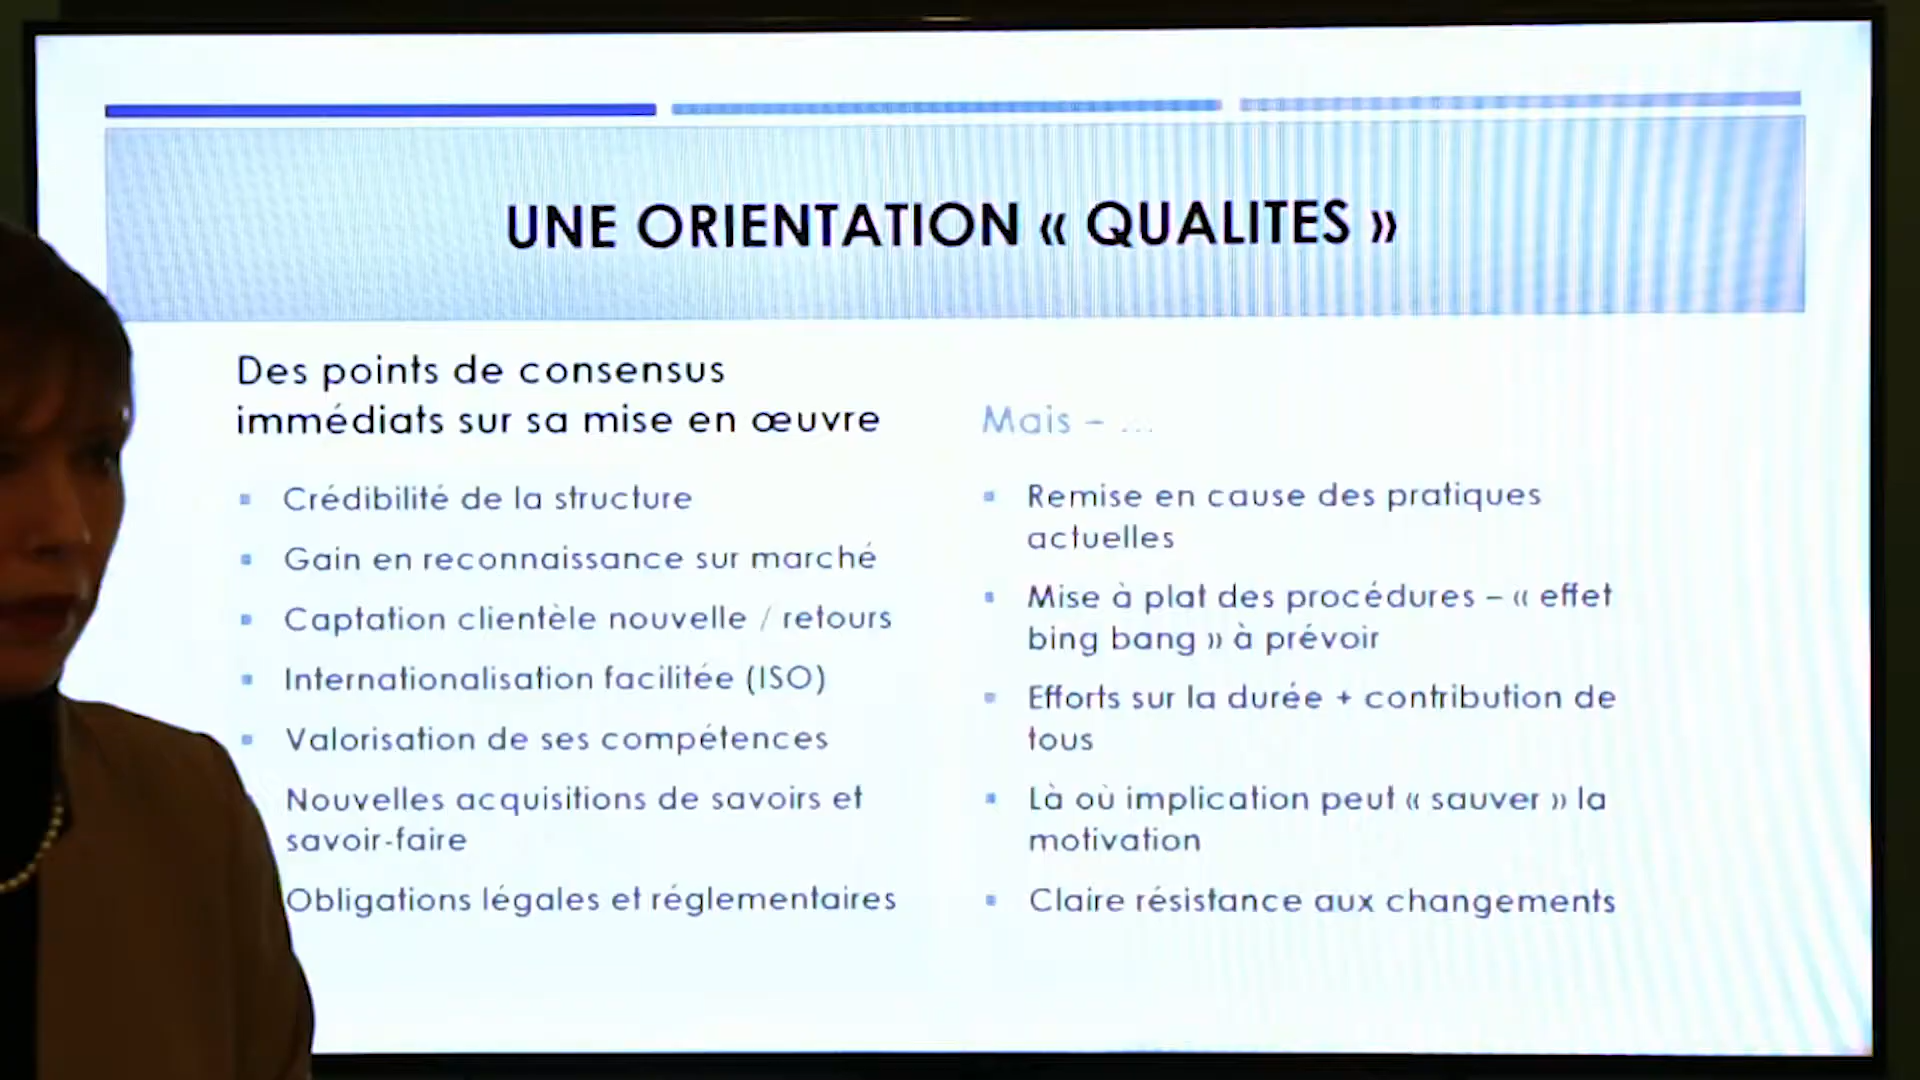 UNE ORIENTATION « QUALITES »
Des points de consensus
immédiats sur sa mise en œuvre
Crédibilité de la structure
Gain en reconnaissance sur marché
Captation clientèle nouvelle / retours
Internationalisation facilitée (ISO)
Valorisation de ses compétences
Nouvelles acquisitions de savoirs et
savoir-faire
Obligations légales et réglementaires
Mais – ...
Remise en cause des pratiques
actuelles
Mise à plat des procédures – « effet
bing bang » à prévoir
Efforts sur la durée + contribution de
tous
Là où implication peut « sauver » la
motivation
Claire résistance aux changements